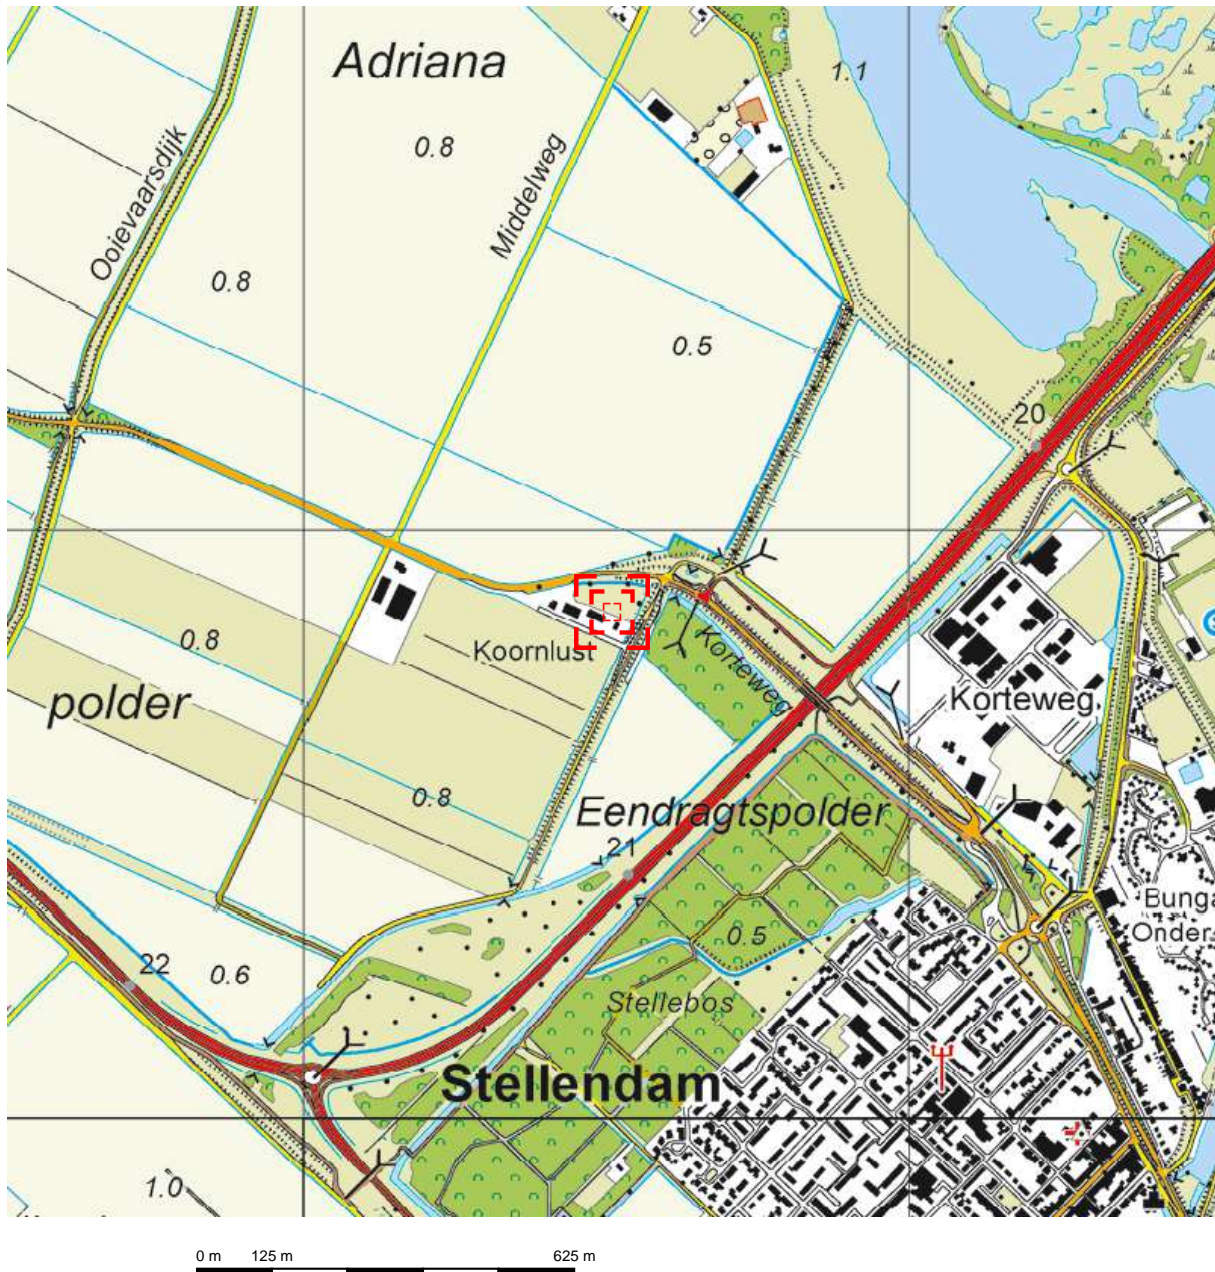 Adriana
1.1
0.8
Ooievaarsdijk
Middelweg
0.8
0.5
20
Koornlust
0.8
Korteweg
Korteweg
polder
0.8
Eendragtspolder
21
Bunga
Onder
0.5
22
0.6
Stellebos
Stellendam
1.0
0 m 125 m 625 m